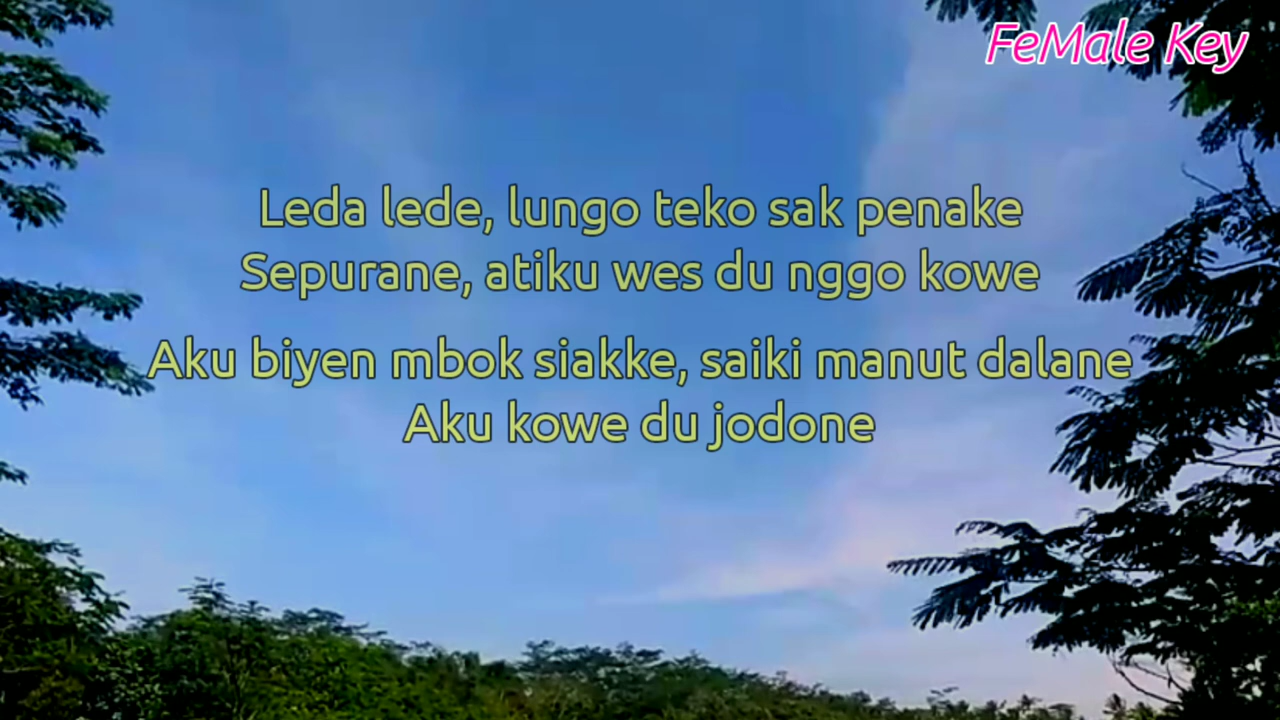 FeMale Key
Leda lede, lungo teko sak penake
Sepurane, atiku wes du nggo kowe
Aku biyen mbok siakke, saiki manut dalane
Aku kowe du jodone